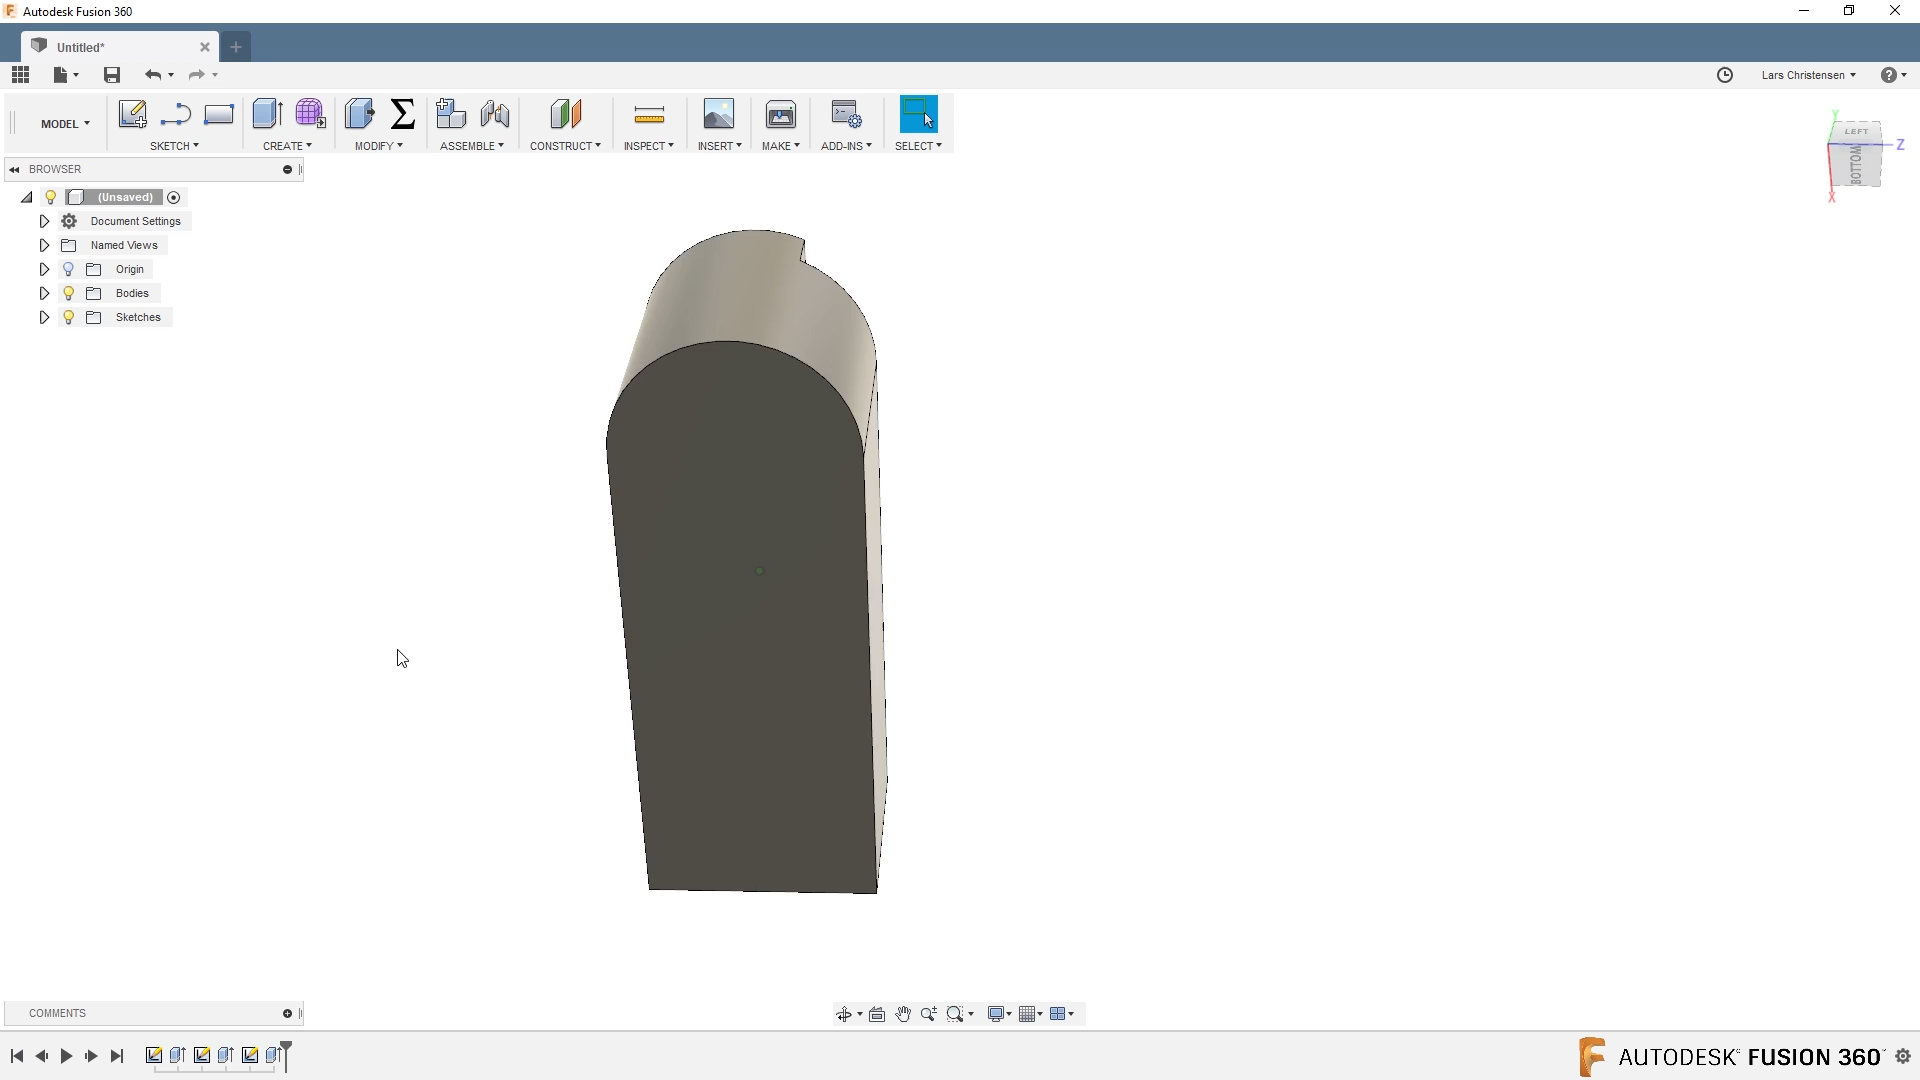 Autodesk Fusion 360
Untitled*
Lars Christensen
MODEL
SKETCH
CREATE
MODIFY
ASSEMBLE
CONSTRUCT
INSPECT
INSERT
MAKE
ADD-INS
SELECT
BROWSER
(Unsaved)
Document Settings
Named Views
Origin
Bodies
Sketches
Y
LEFT
Z
BOTTOM
X
COMMENTS
AUTODESK® FUSION 360™